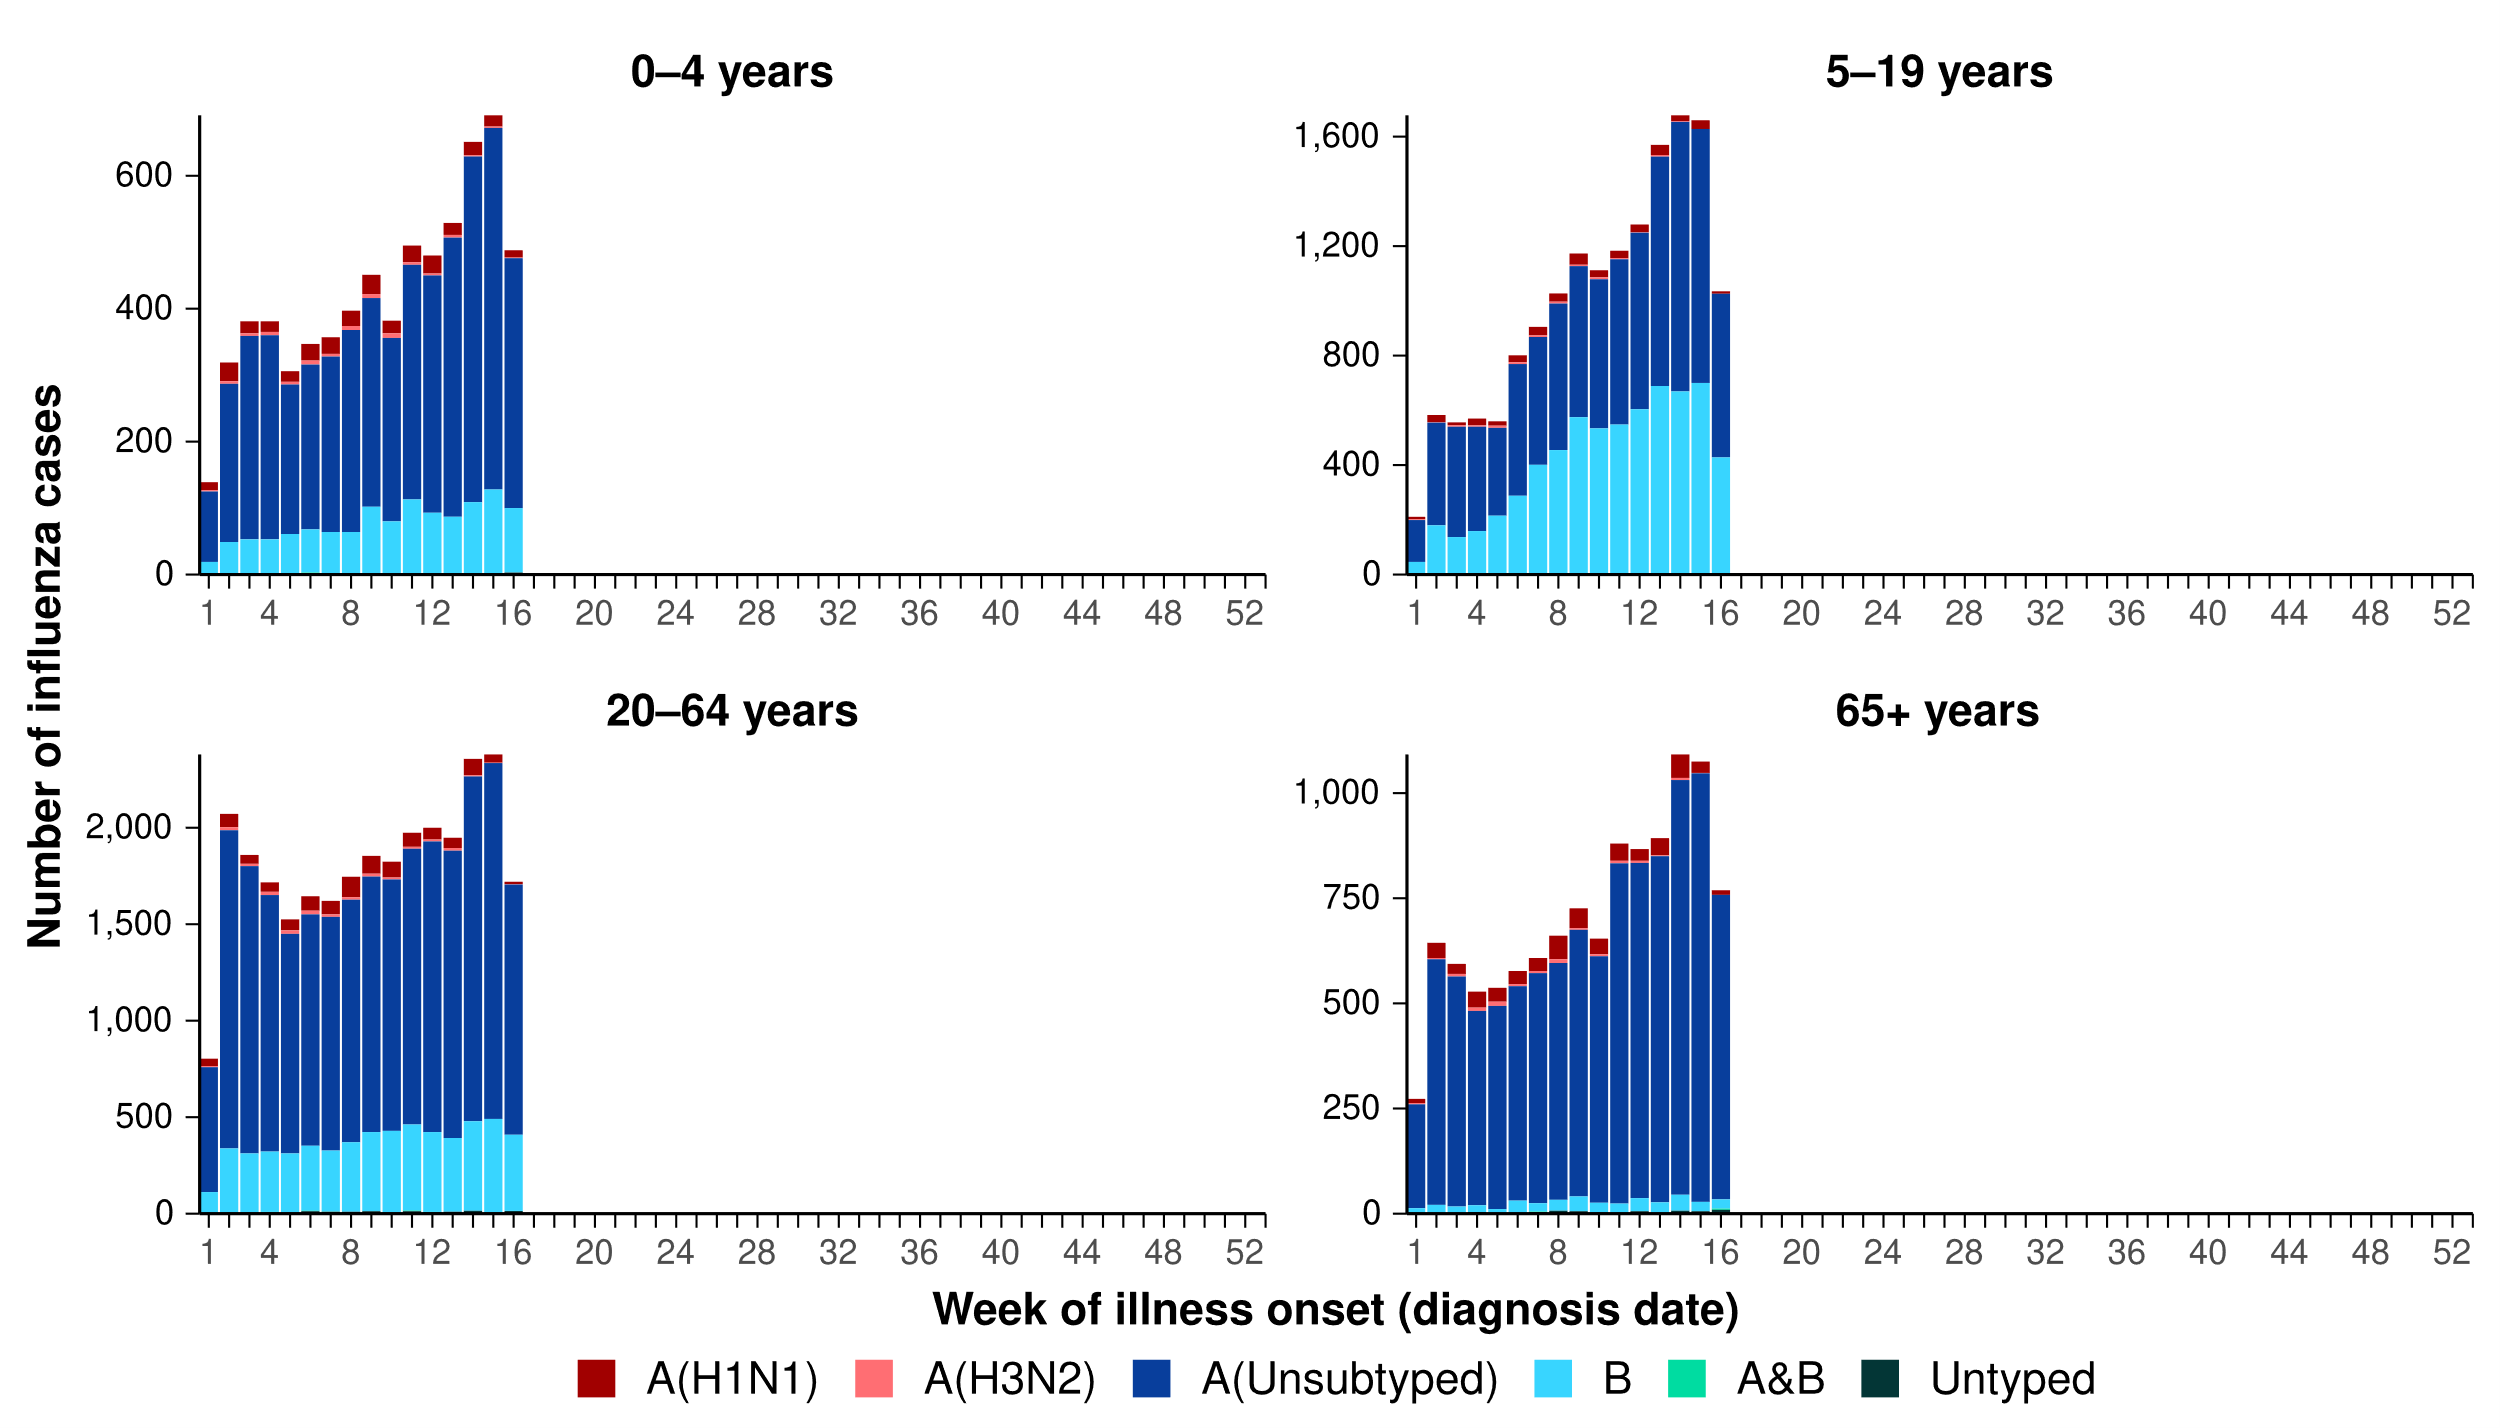 0–4 years
5–19 years
600
400
200
0
1 4 8 12 16 20 24 28 32 36 40 44 48 52
1,600
1,200
800
400
0
1 4 8 12 16 20 24 28 32 36 40 44 48 52
Number of influenza cases
20–64 years
65+ years
2,000
1,500
1,000
500
0
1 4 8 12 16 20 24 28 32 36 40 44 48 52
1,000
750
500
250
0
1 4 8 12 16 20 24 28 32 36 40 44 48 52
Week of illness onset (diagnosis date)
A(H1N1) A(H3N2) A(Unsubtyped) B A&B Untyped